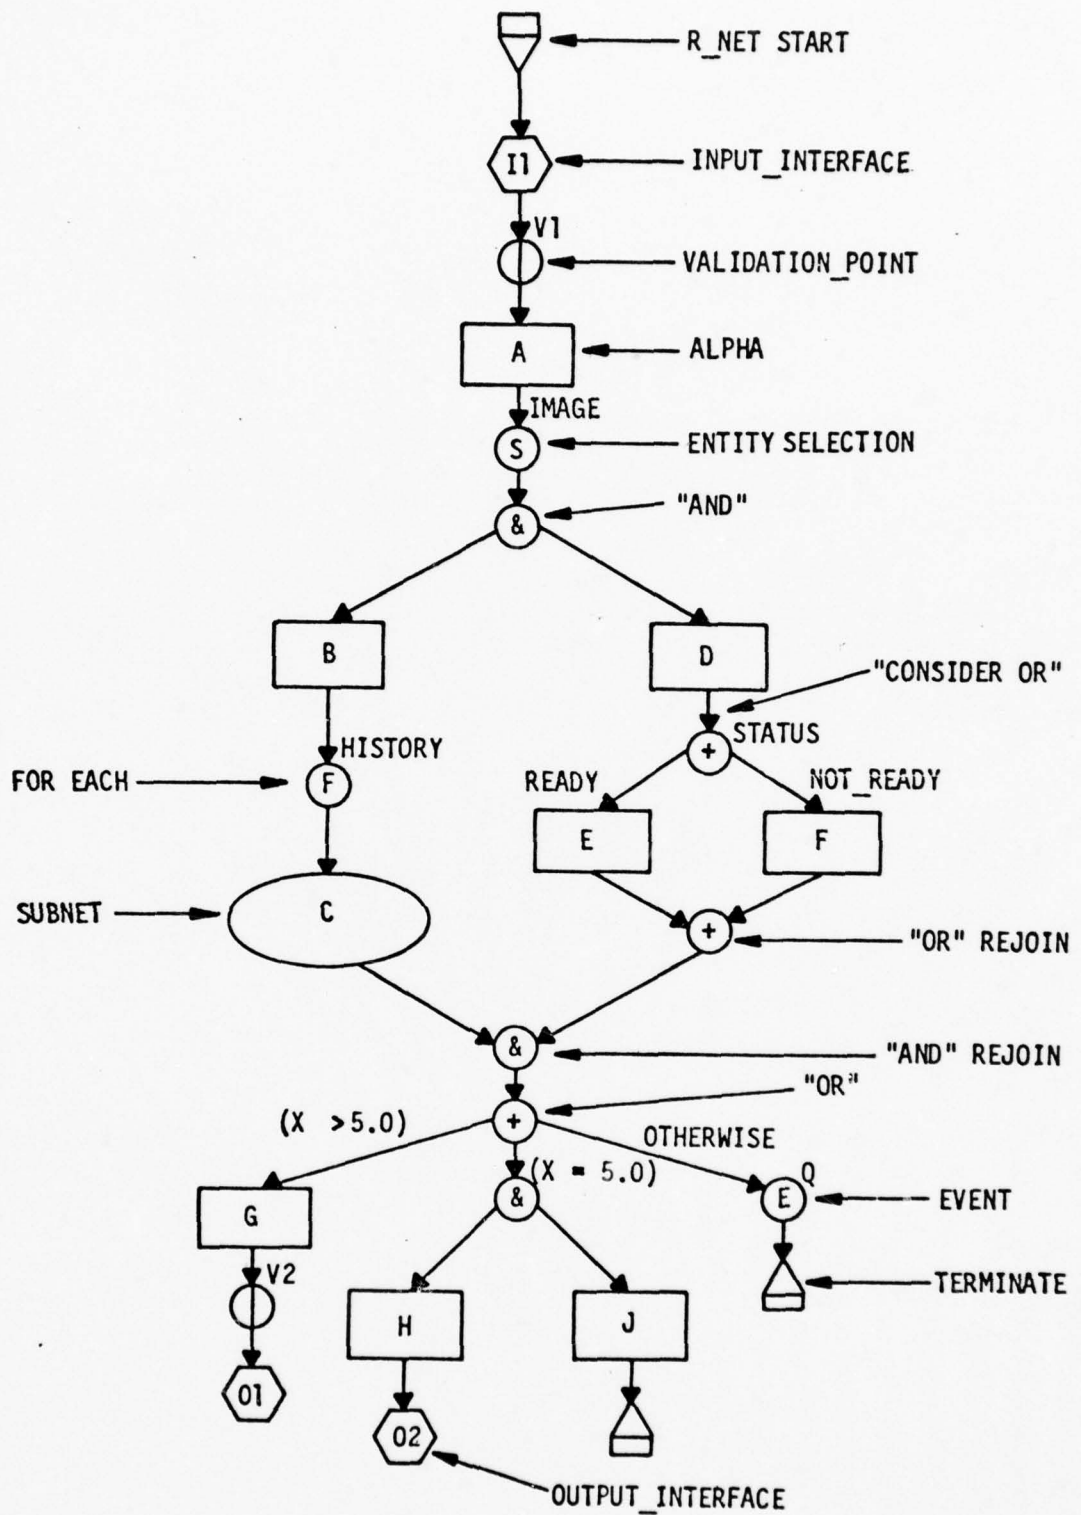 R_NET START
I1
INPUT_INTERFACE
V1
VALIDATION_POINT
A
ALPHA
IMAGE
S
ENTITY SELECTION
&
"AND"
B
D
"CONSIDER OR"
HISTORY
+
STATUS
FOR EACH
F
READY
NOT_READY
E
F
SUBNET
C
+
"OR" REJOIN
&
"AND" REJOIN
"OR"
(X >5.0)
+
OTHERWISE
(X = 5.0)
Q
G
&
E
EVENT
V2
TERMINATE
H
J
O1
O2
OUTPUT_INTERFACE